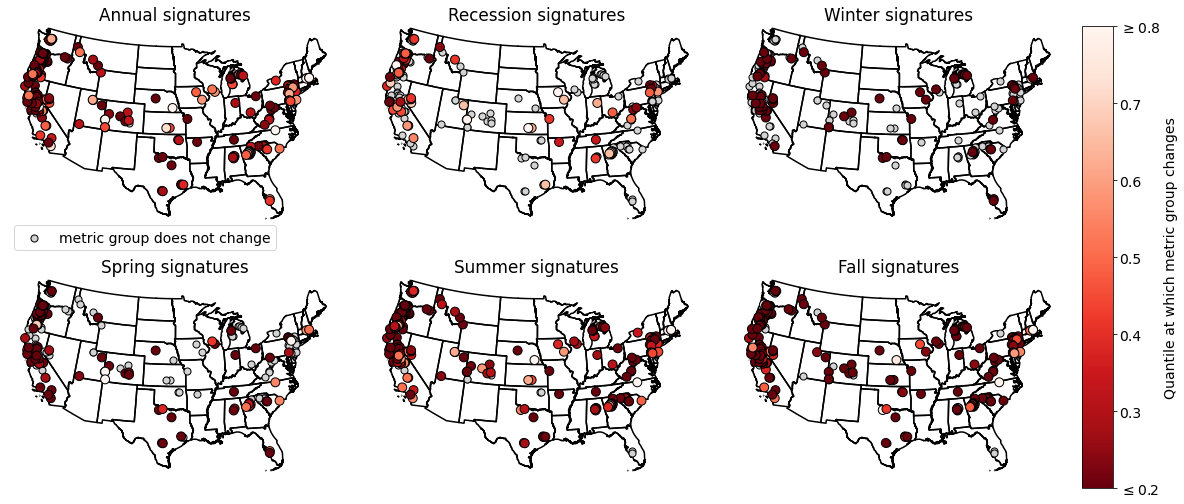 Annual signatures
Recession signatures
Winter signatures
metric group does not change
Spring signatures
Summer signatures
Fall signatures
≥ 0.8
0.7
0.6
0.5
0.4
0.3
≤ 0.2
Quantile at which metric group changes